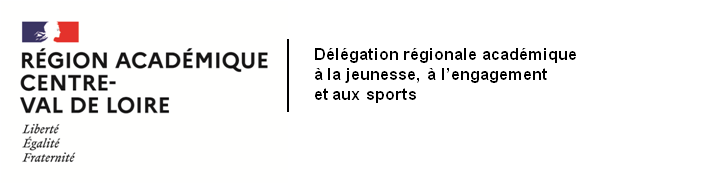 RÉGION ACADÉMIQUE
CENTRE-
VAL DE LOIRE
Liberté
Égalité
Fraternité
Délégation régionale académique
à la jeunesse, à l'engagement
et aux sports